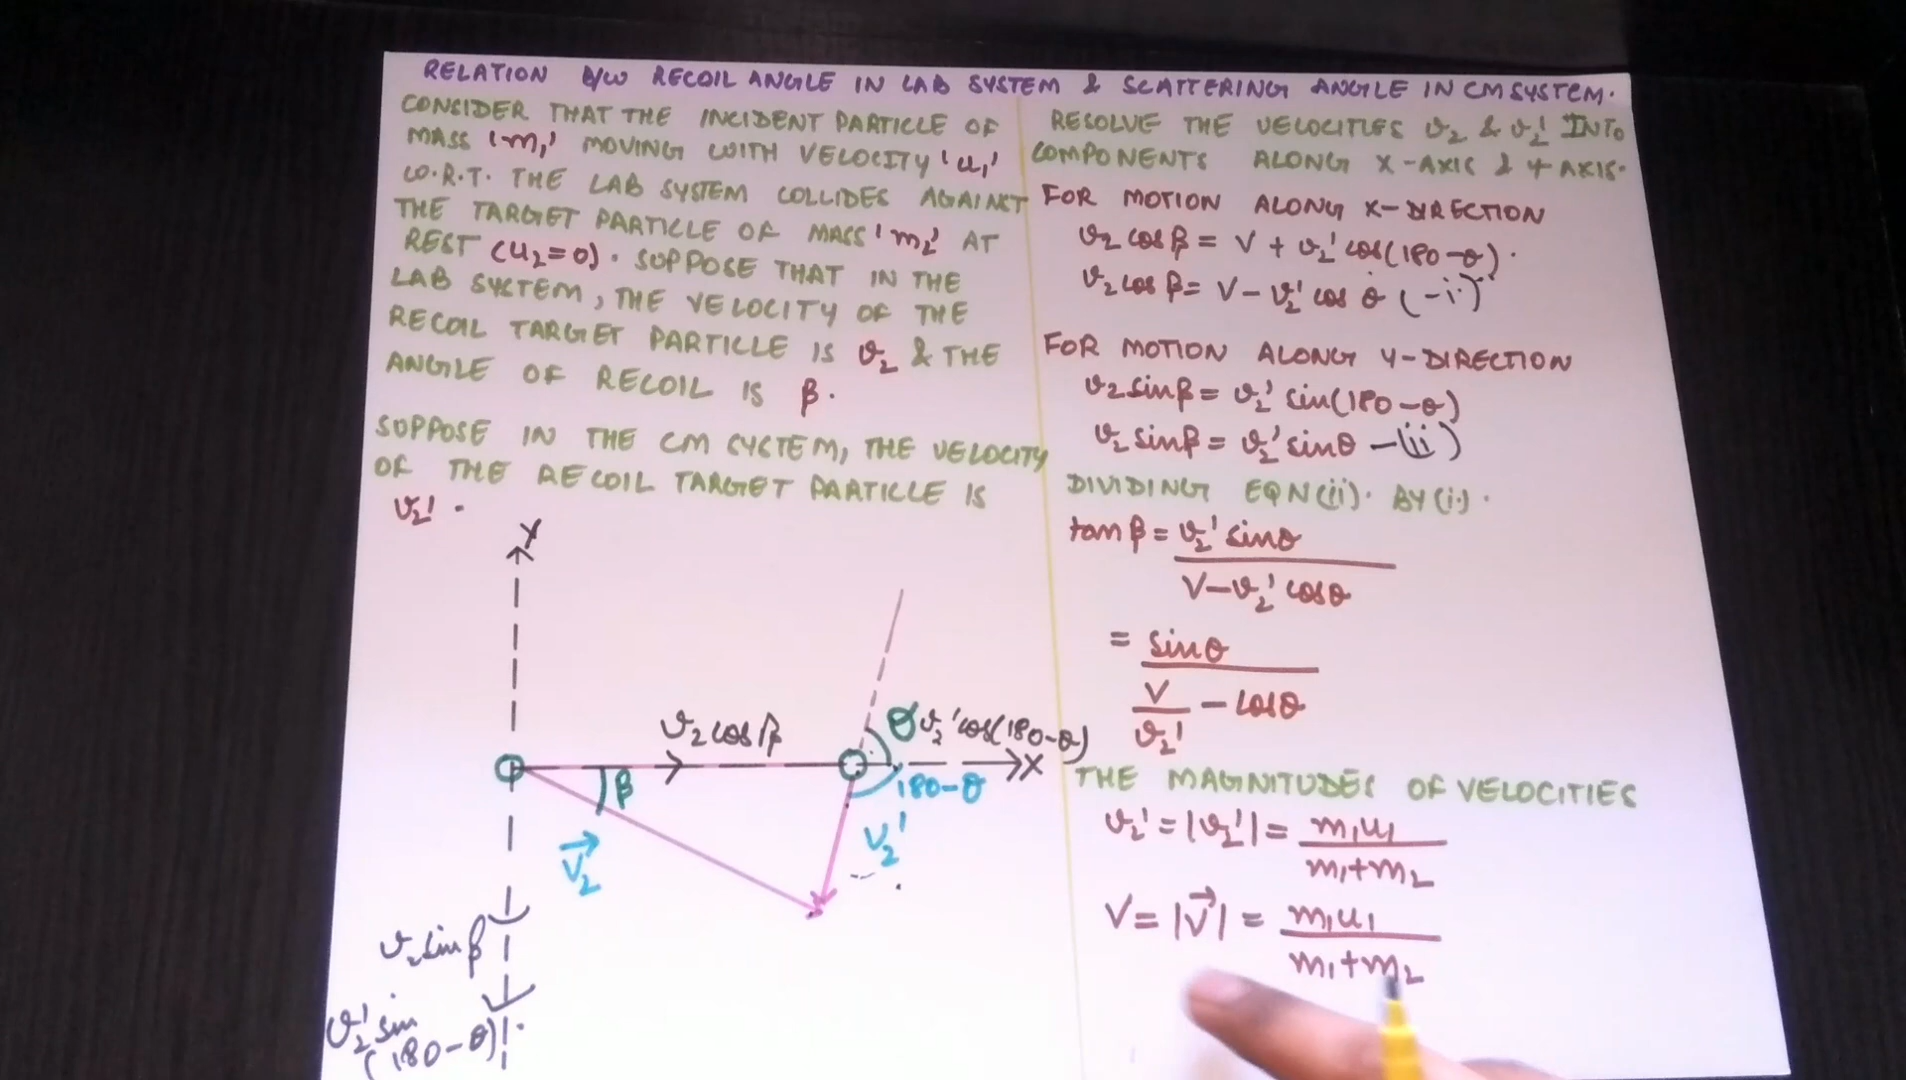 RELATION B/W RECOIL ANGLE IN LAB SYSTEM & SCATTERING ANGLE IN CM SYSTEM.
CONSIDER THAT THE INCIDENT PARTICLE OF
MASS 'm₁' MOVING WITH VELOCITY 'u₁'
W.R.T. THE LAB SYSTEM COLLIDES AGAINST
THE TARGET PARTICLE OF MASS 'm₂' AT
REST (u₂=0). SUPPOSE THAT IN THE
LAB SYSTEM, THE VELOCITY OF THE
RECOIL TARGET PARTICLE IS v₂ & THE
ANGLE OF RECOIL IS β.
SUPPOSE IN THE CM SYSTEM, THE VELOCITY
OF THE RECOIL TARGET PARTICLE IS
v₂'.
Y
v₂ cos β
θ
v₂' cos(180-θ)
X
β
180-θ
V₂
V₂'
v₂ sin β
v₂' sin
(180-θ)
RESOLVE THE VELOCITIES v₂ & v₂' INTO
COMPONENTS ALONG X-AXIS & Y AXIS.
FOR MOTION ALONG X-DIRECTION
v₂ cos β = V + v₂' cos(180-θ).
v₂ cos β = V - v₂' cos θ (-i)
FOR MOTION ALONG Y-DIRECTION
v₂ sin β = v₂' sin(180-θ)
v₂ sin β = v₂' sin θ -(ii)
DIVIDING EQN(ii). BY (i).
tan β = v₂' sin θ
V - v₂' cos θ
= sin θ
V
- cos θ
v₂'
THE MAGNITUDES OF VELOCITIES
v₂' = |v₂'| = m₁u₁
m₁+m₂
V = |V⃗| = m₁u₁
m₁+m₂